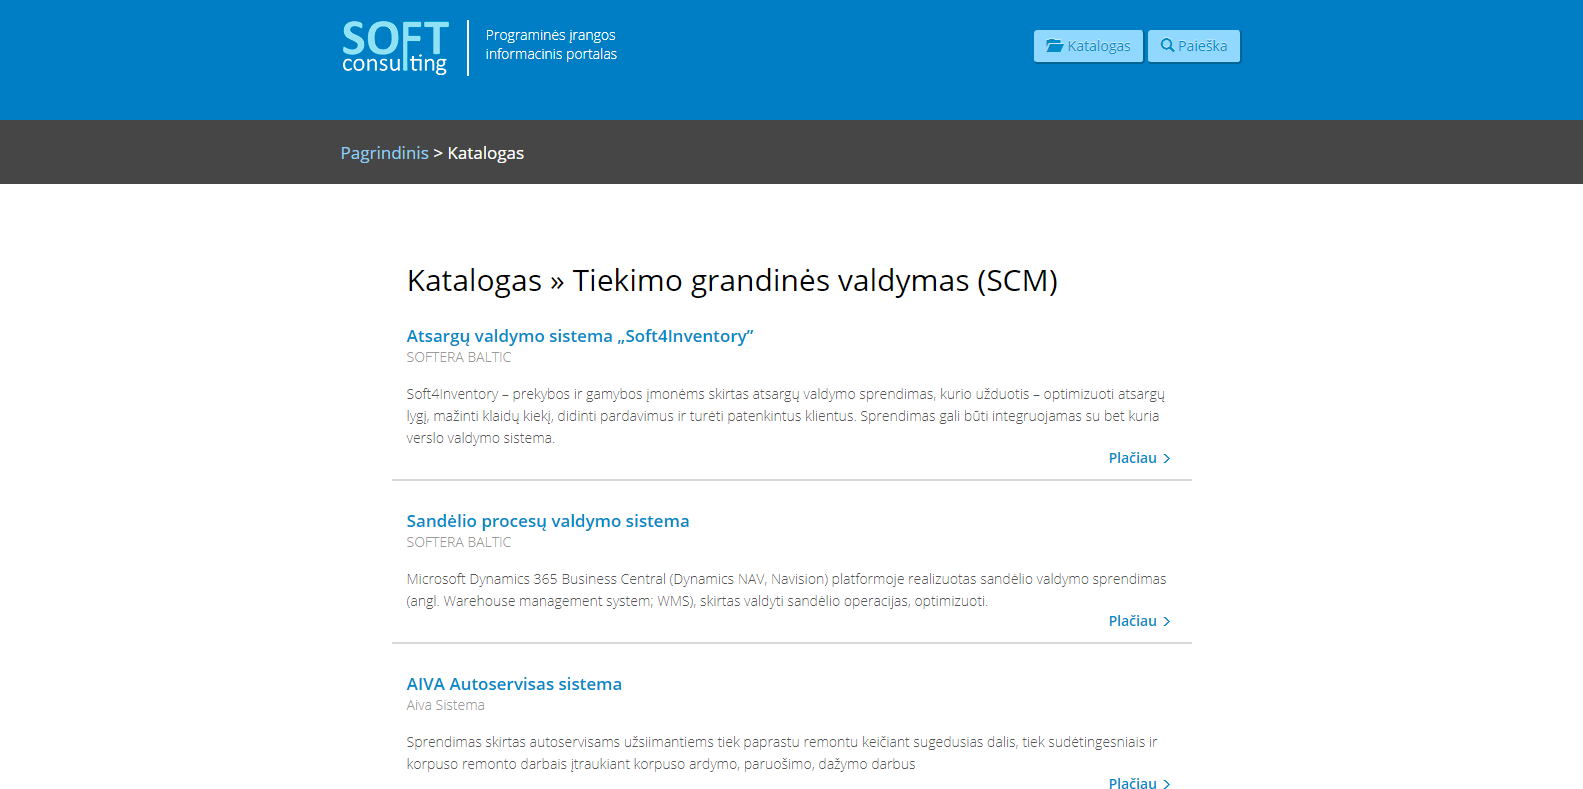 SOFT
consulting
Programinės įrangos
informacinis portalas
Katalogas
Paieška
Pagrindinis > Katalogas
Katalogas » Tiekimo grandinės valdymas (SCM)
Atsargų valdymo sistema „Soft4Inventory”
SOFTERA BALTIC
Soft4Inventory – prekybos ir gamybos įmonėms skirtas atsargų valdymo sprendimas, kurio užduotis – optimizuoti atsargų
lygį, mažinti klaidų kiekį, didinti pardavimus ir turėti patenkintus klientus. Sprendimas gali būti integruojamas su bet kuria
verslo valdymo sistema.
Plačiau
Sandėlio procesų valdymo sistema
SOFTERA BALTIC
Microsoft Dynamics 365 Business Central (Dynamics NAV, Navision) platformoje realizuotas sandėlio valdymo sprendimas
(angl. Warehouse management system; WMS), skirtas valdyti sandėlio operacijas, optimizuoti.
Plačiau
AIVA Autoservisas sistema
Aiva Sistema
Sprendimas skirtas autoservisams užsiimantiems tiek paprastu remontu keičiant sugedusias dalis, tiek sudėtingesniais ir
korpuso remonto darbais įtraukiant korpuso ardymo, paruošimo, dažymo darbus
Plačiau